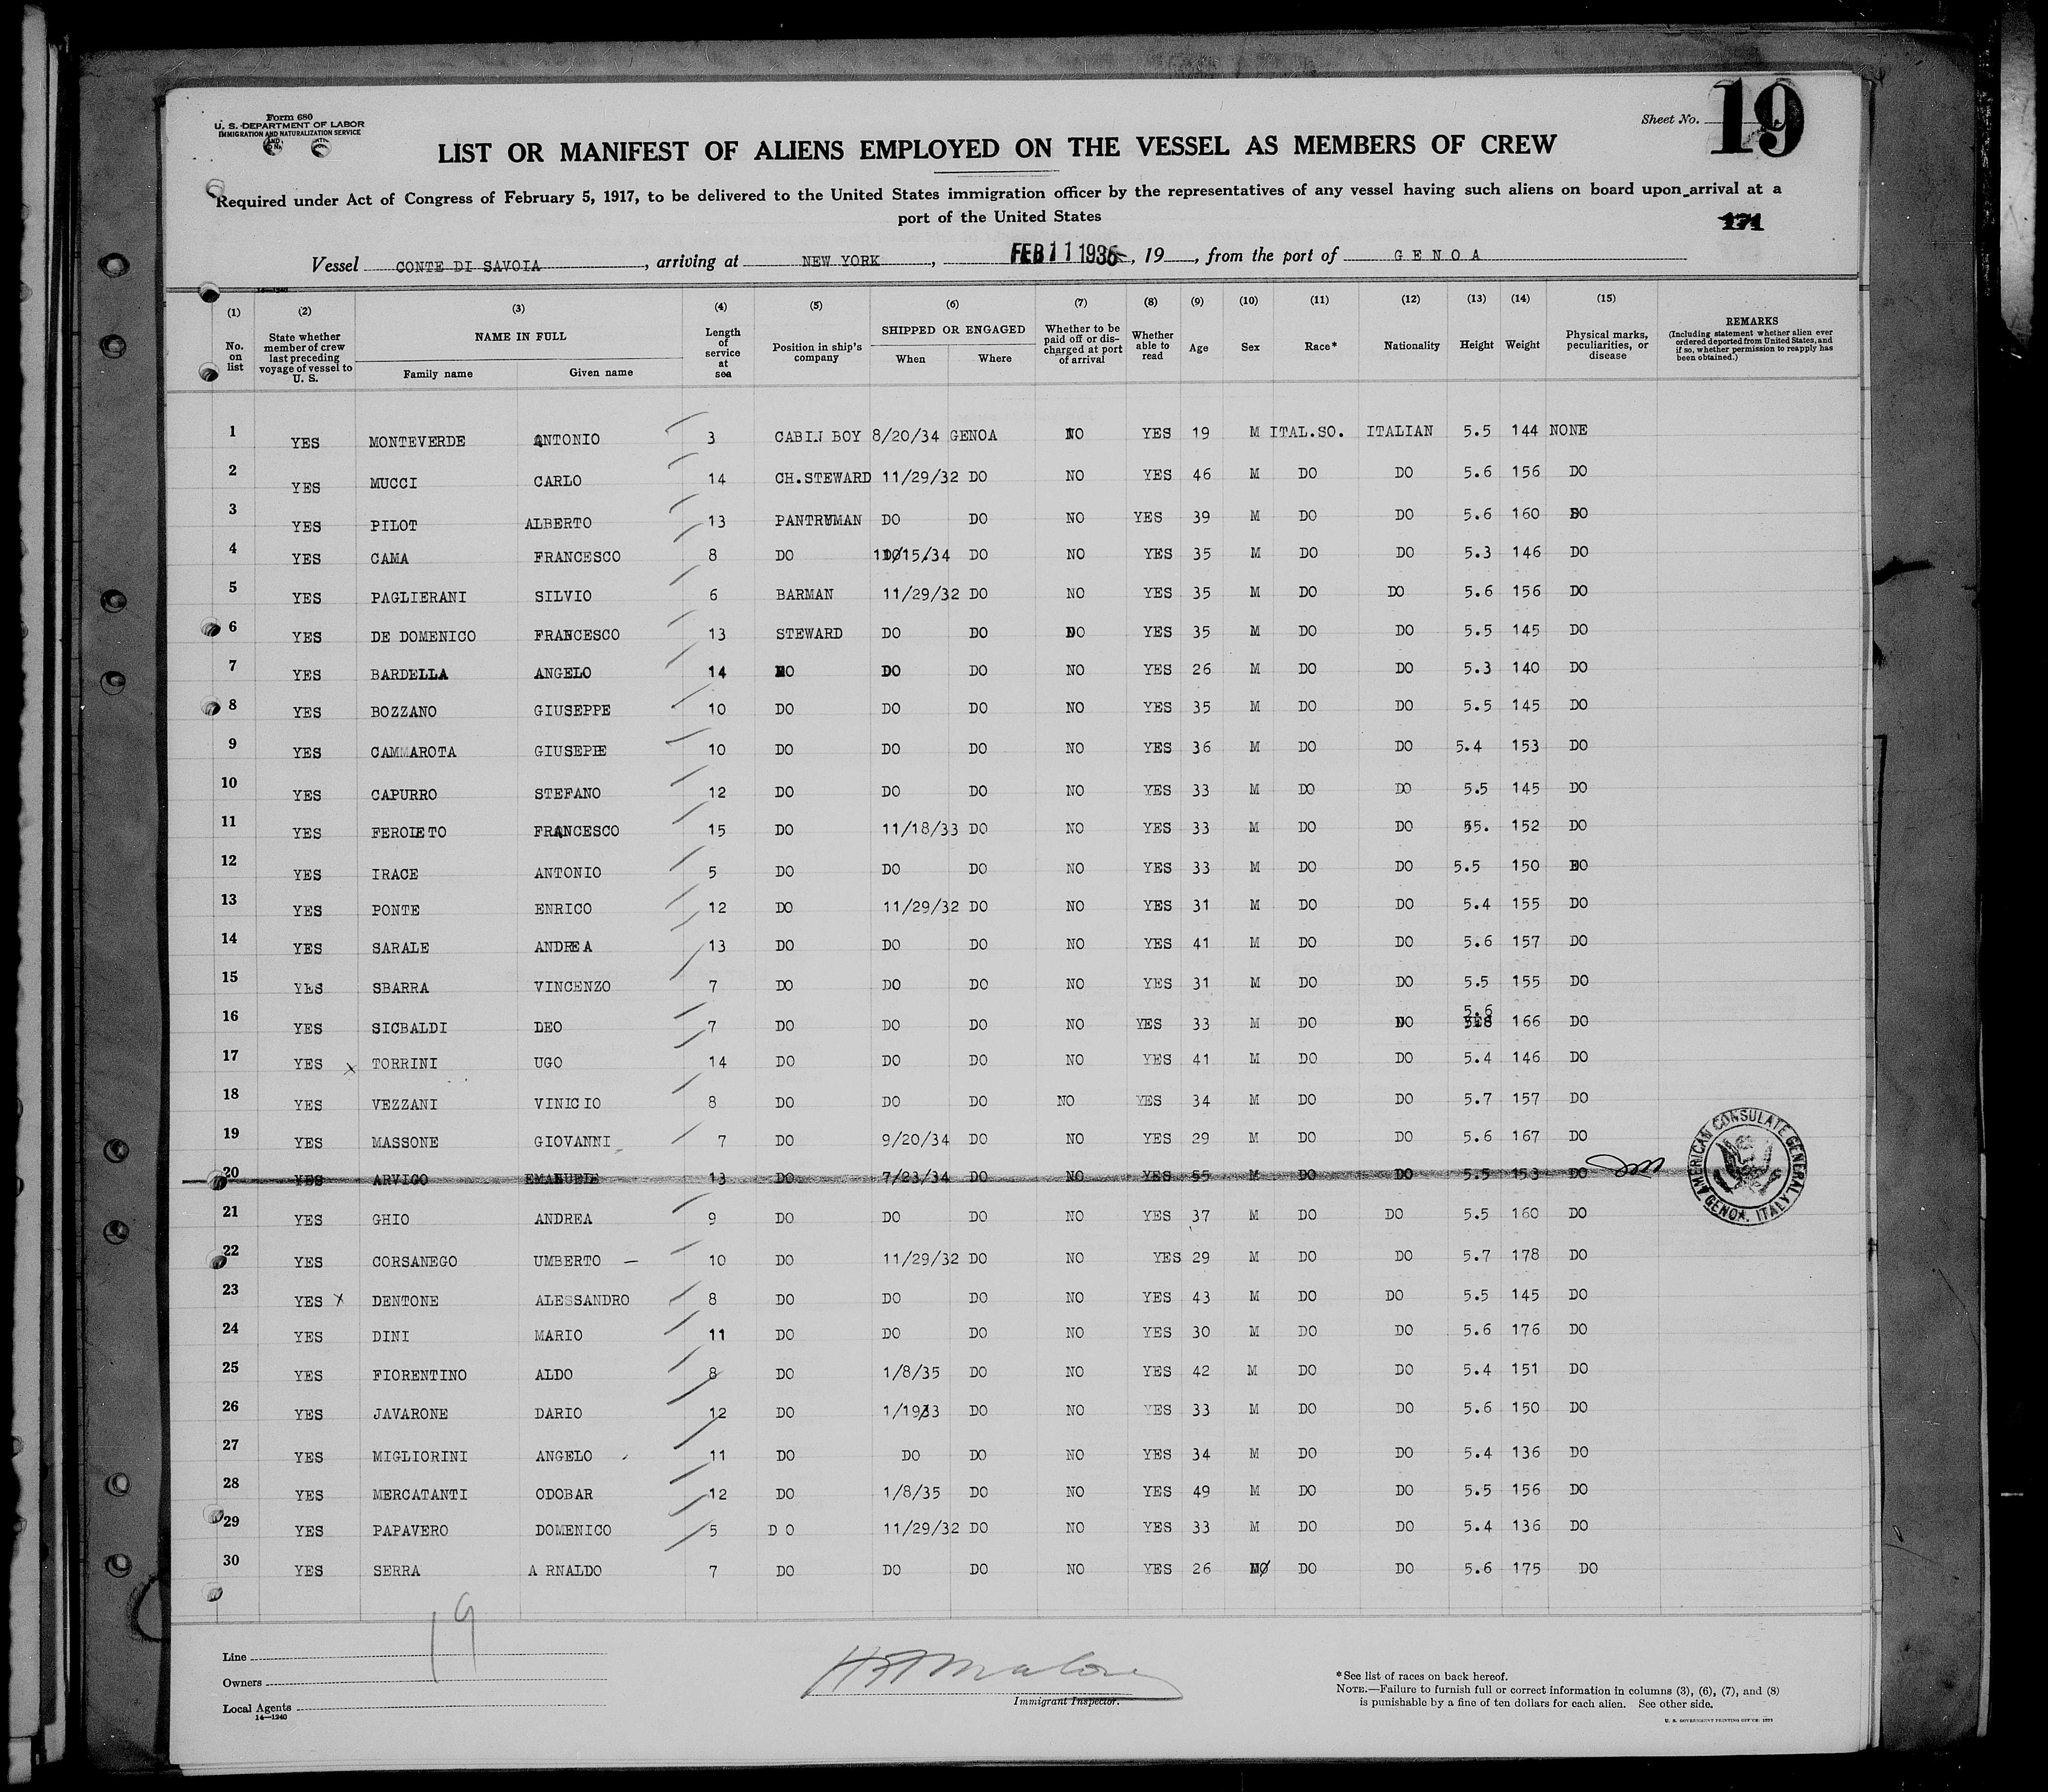 Form 680
U. S. DEPARTMENT OF LABOR
IMMIGRATION AND NATURALIZATION SERVICE
Sheet No. 19
LIST OR MANIFEST OF ALIENS EMPLOYED ON THE VESSEL AS MEMBERS OF CREW
Required under Act of Congress of February 5, 1917, to be delivered to the United States immigration officer by the representatives of any vessel having such aliens on board upon arrival at a
port of the United States
171
Vessel CONTE DI SAVOIA, arriving at NEW YORK, FEB 11 1935, 19, from the port of GENOA
(1) (2) (3) (4) (5) (6) (7) (8) (9) (10) (11) (12) (13) (14) (15)
No. on list
State whether member of crew last preceding voyage of vessel to U. S.
NAME IN FULL
Family name Given name
Length of service at sea
Position in ship's company
SHIPPED OR ENGAGED
When Where
Whether to be paid off or discharged at port of arrival
Whether able to read
Age
Sex
Race*
Nationality
Height
Weight
Physical marks, peculiarities, or disease
REMARKS
(Including statement whether alien ever ordered deported from United States, and if so, whether permission to reapply has been obtained.)
1 YES MONTEVERDE ANTONIO 3 CABIN BOY 8/20/34 GENOA NO YES 19 M ITAL.SO. ITALIAN 5.5 144 NONE
2 YES MUCCI CARLO 14 CH.STEWARD 11/29/32 DO NO YES 46 M DO DO 5.6 156 DO
3 YES PILOT ALBERTO 13 PANTRYMAN DO DO NO YES 39 M DO DO 5.6 160 DO
4 YES CAMA FRANCESCO 8 DO 10/15/34 DO NO YES 35 M DO DO 5.3 146 DO
5 YES PAGLIERANI SILVIO 6 BARMAN 11/29/32 DO NO YES 35 M DO DO 5.6 156 DO
6 YES DE DOMENICO FRANCESCO 13 STEWARD DO DO DO YES 35 M DO DO 5.5 145 DO
7 YES BARDELLA ANGELO 14 DO DO DO NO YES 26 M DO DO 5.3 140 DO
8 YES BOZZANO GIUSEPPE 10 DO DO DO NO YES 35 M DO DO 5.5 145 DO
9 YES CAMMAROTA GIUSEPPE 10 DO DO DO NO YES 36 M DO DO 5.4 153 DO
10 YES CAPURRO STEFANO 12 DO DO DO NO YES 33 M DO DO 5.5 145 DO
11 YES FEROLETO FRANCESCO 15 DO 11/18/33 DO NO YES 33 M DO DO 55. 152 DO
12 YES IRACE ANTONIO 5 DO DO DO NO YES 33 M DO DO 5.5 150 DO
13 YES PONTE ENRICO 12 DO 11/29/32 DO NO YES 31 M DO DO 5.4 155 DO
14 YES SARALE ANDREA 13 DO DO DO NO YES 41 M DO DO 5.6 157 DO
15 YES SBARRA VINCENZO 7 DO DO DO NO YES 31 M DO DO 5.5 155 DO
16 YES SICBALDI DEO 7 DO DO DO NO YES 33 M DO DO 5.6 166 DO
17 YES x TORRINI UGO 14 DO DO DO NO YES 41 M DO DO 5.4 146 DO
18 YES VEZZANI VINICIO 8 DO DO DO NO YES 34 M DO DO 5.7 157 DO
19 YES MASSONE GIOVANNI 7 DO 9/20/34 DO NO YES 29 M DO DO 5.6 167 DO
20 YES ARVIGO EMANUELE 13 DO 7/23/34 DO NO YES 55 M DO DO 5.5 153 DO
AMERICAN CONSULATE GENERAL GENOA, ITALY
21 YES GHIO ANDREA 9 DO DO DO NO YES 37 M DO DO 5.5 160 DO
22 YES CORSANEGO UMBERTO 10 DO 11/29/32 DO NO YES 29 M DO DO 5.7 178 DO
23 YES x DENTONE ALESSANDRO 8 DO DO DO NO YES 43 M DO DO 5.5 145 DO
24 YES DINI MARIO 11 DO DO DO NO YES 30 M DO DO 5.6 176 DO
25 YES FIORENTINO ALDO 8 DO 1/8/35 DO NO YES 42 M DO DO 5.4 151 DO
26 YES JAVARONE DARIO 12 DO 1/19/33 DO NO YES 33 M DO DO 5.6 150 DO
27 YES MIGLIORINI ANGELO 11 DO DO DO NO YES 34 M DO DO 5.4 136 DO
28 YES MERCATANTI ODOBAR 12 DO 1/8/35 DO NO YES 49 M DO DO 5.5 156 DO
29 YES PAPAVERO DOMENICO 5 D O 11/29/32 DO NO YES 33 M DO DO 5.4 136 DO
30 YES SERRA A RNALDO 7 DO DO DO NO YES 26 M DO DO 5.6 175 DO
19
Line
Owners
Local Agents
14—1240
Immigrant Inspector.
*See list of races on back hereof.
NOTE.—Failure to furnish full or correct information in columns (3), (6), (7), and (8)
is punishable by a fine of ten dollars for each alien. See other side.